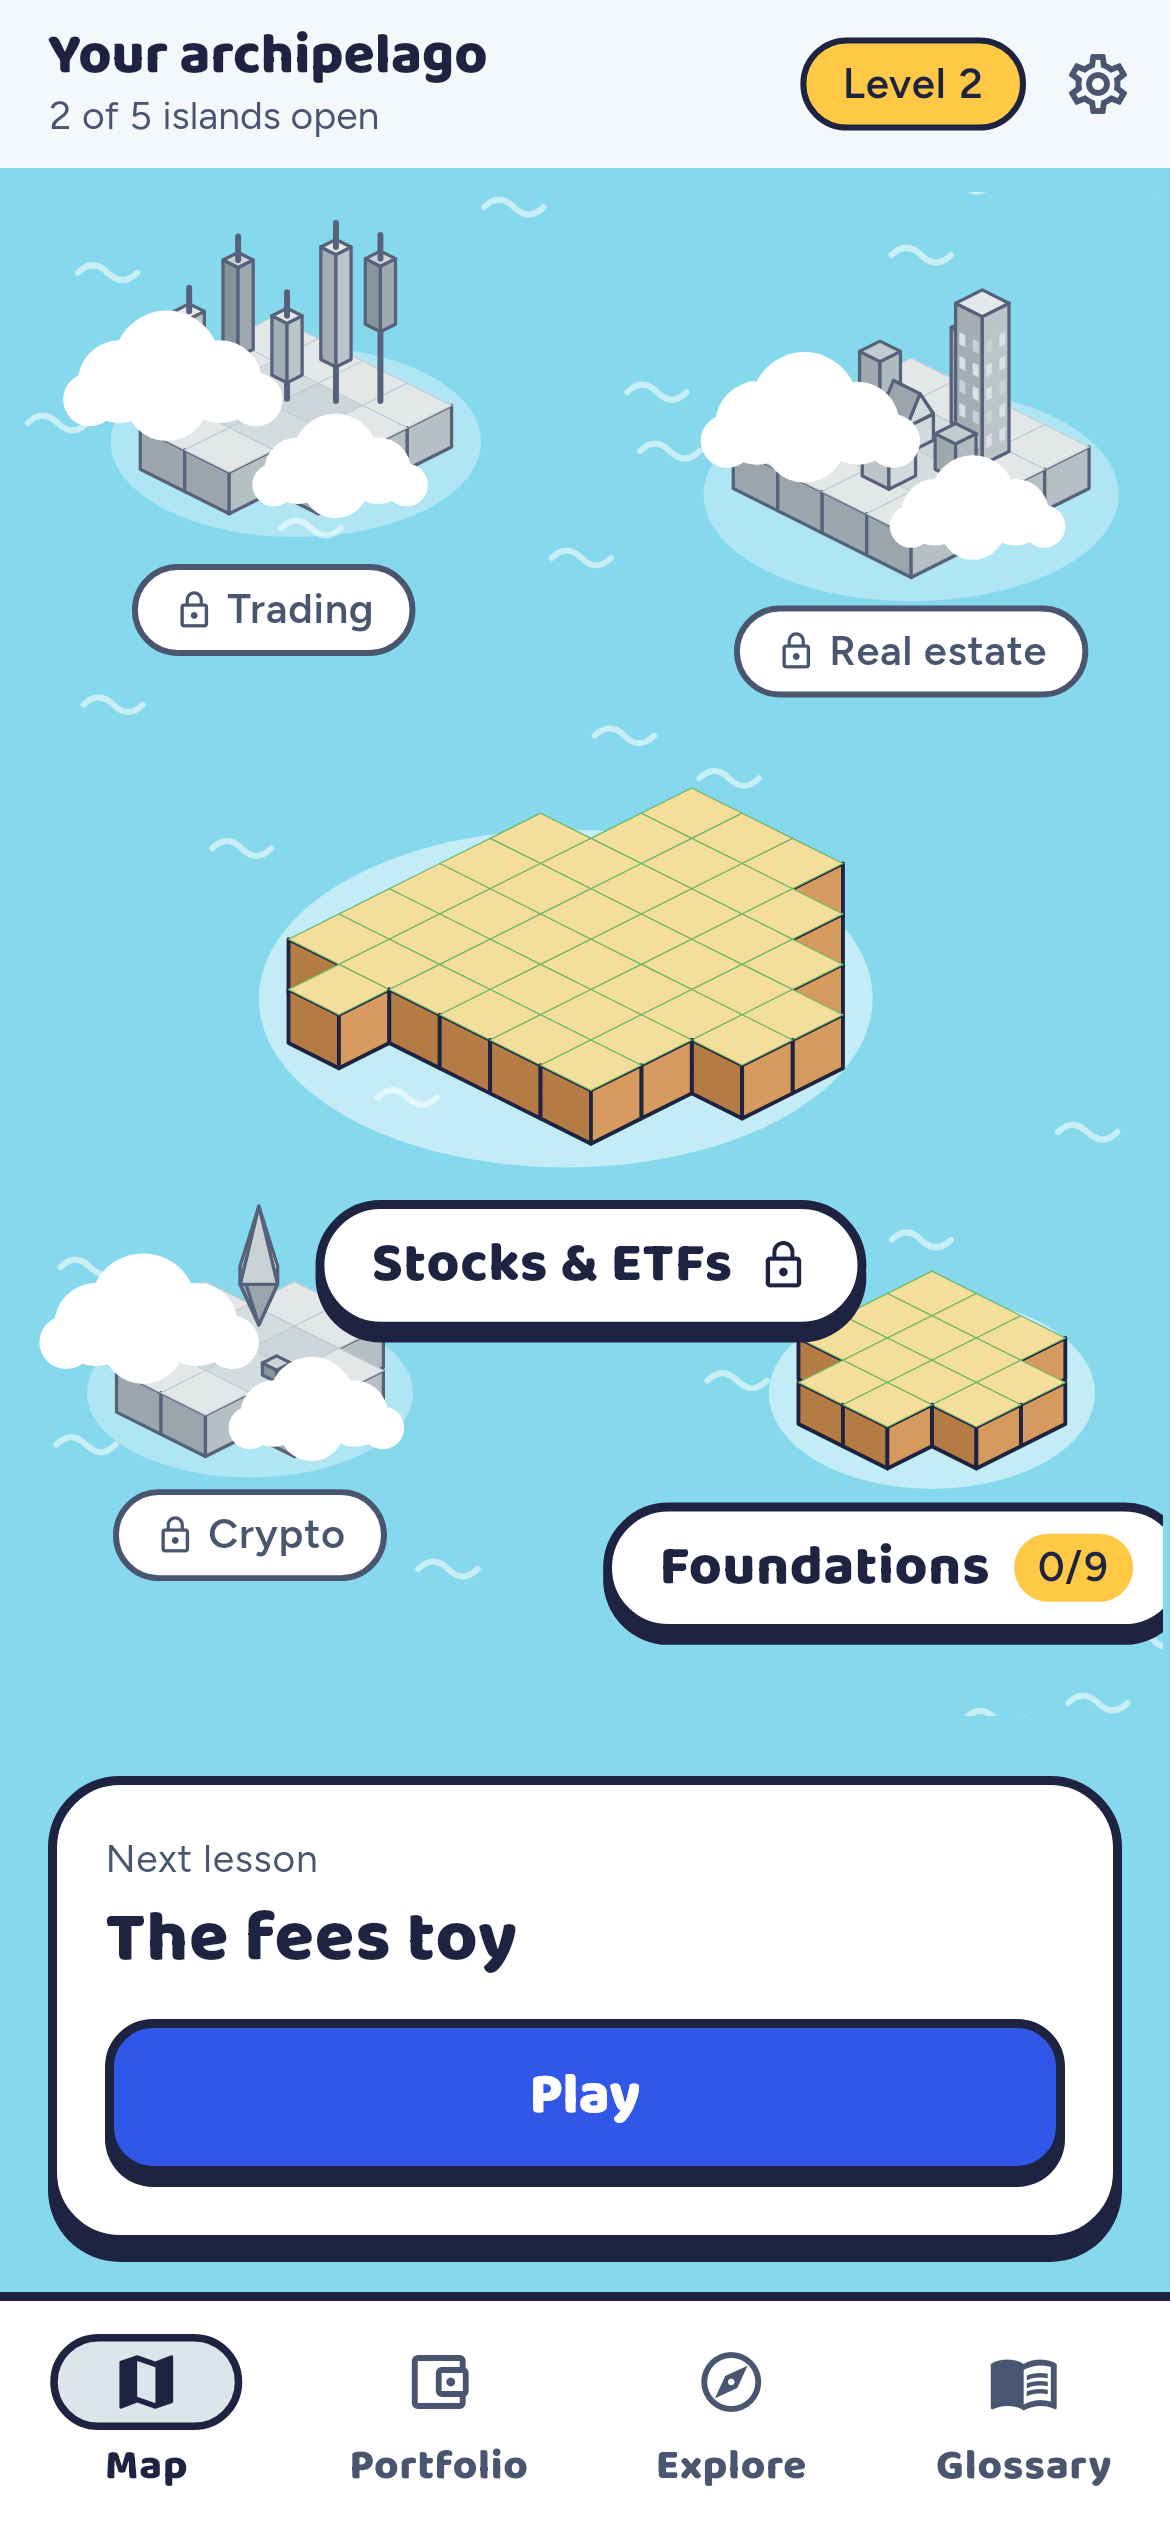 Your archipelago
2 of 5 islands open
Level 2
Trading
Real estate
Stocks & ETFs
Crypto
Foundations 0/9
Next lesson
The fees toy
Play
Map
Portfolio
Explore
Glossary